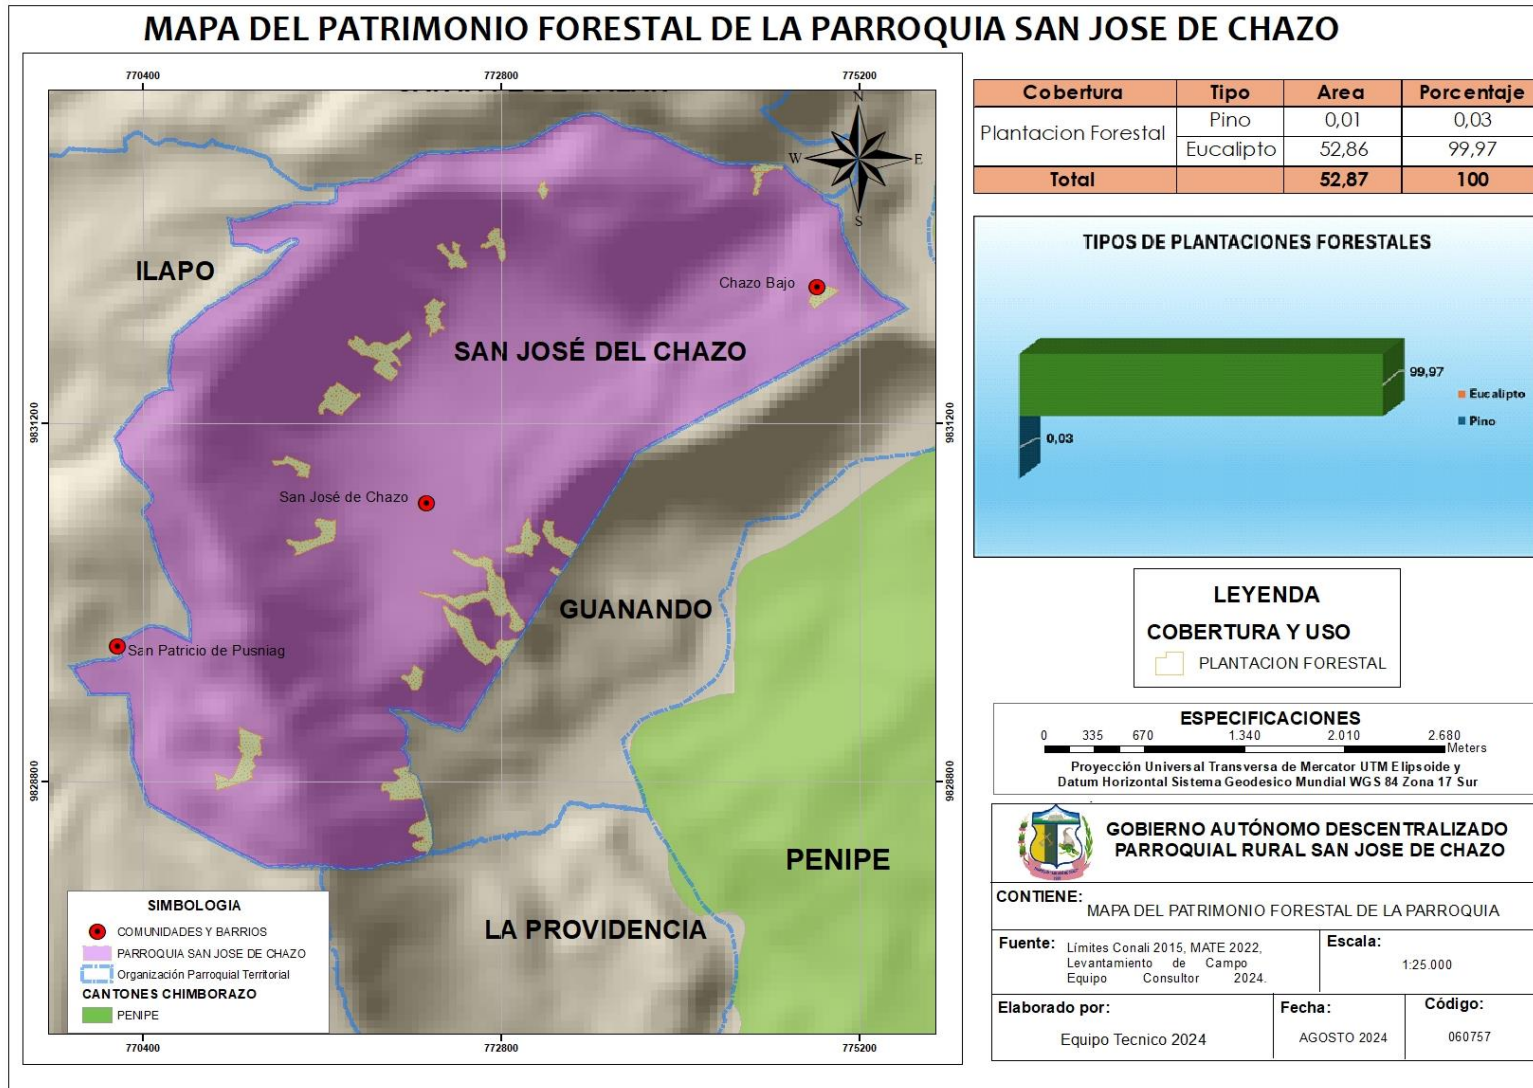 MAPA DEL PATRIMONIO FORESTAL DE LA PARROQUIA SAN JOSE DE CHAZO
770400 772800 775200
N
W E
S
ILAPO
Chazo Bajo
SAN JOSÉ DEL CHAZO
9831200 9831200
San José de Chazo
GUANANDO
San Patricio de Pusniag
9828800 9828800
PENIPE
LA PROVIDENCIA
SIMBOLOGIA
COMUNIDADES Y BARRIOS
PARROQUIA SAN JOSE DE CHAZO
Organización Parroquial Territorial
CANTONES CHIMBORAZO
PENIPE
770400 772800 775200
Cobertura Tipo Area Porcentaje
Plantacion Forestal Pino 0,01 0,03
Eucalipto 52,86 99,97
Total 52,87 100
TIPOS DE PLANTACIONES FORESTALES
99,97
0,03
Eucalipto
Pino
LEYENDA
COBERTURA Y USO
PLANTACION FORESTAL
ESPECIFICACIONES
0 335 670 1.340 2.010 2.680
Meters
Proyección Universal Transversa de Mercator UTM Elipsoide y
Datum Horizontal Sistema Geodesico Mundial WGS 84 Zona 17 Sur
GOBIERNO AUTÓNOMO DESCENTRALIZADO
PARROQUIAL RURAL SAN JOSE DE CHAZO
CONTIENE:
MAPA DEL PATRIMONIO FORESTAL DE LA PARROQUIA
Fuente: Límites Conali 2015, MATE 2022,
Levantamiento de Campo
Equipo Consultor 2024.
Escala:
1:25.000
Elaborado por:
Equipo Tecnico 2024
Fecha:
AGOSTO 2024
Código:
060757